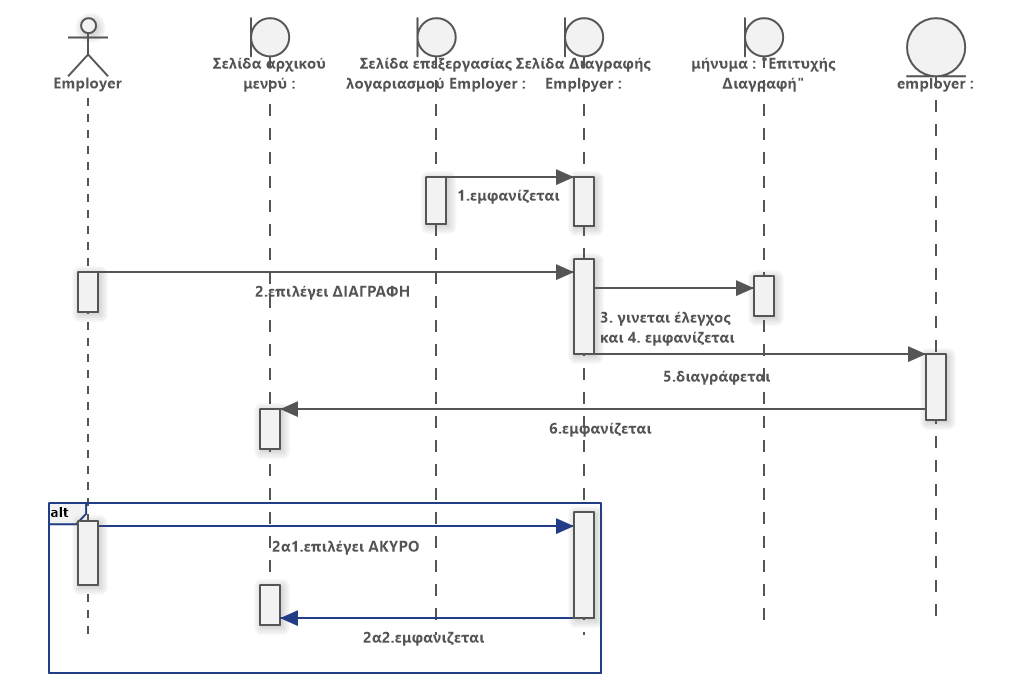 Employer
Σελίδα αρχικού
μενού :
Σελίδα επεξεργασίας
λογαριασμού Employer :
Σελίδα Διαγραφής
Employer :
μήνυμα : "Επιτυχής
Διαγραφή"
employer :
1.εμφανίζεται
2.επιλέγει ΔΙΑΓΡΑΦΗ
3. γινεται έλεγχος
και 4. εμφανίζεται
5.διαγράφεται
6.εμφανίζεται
alt
2α1.επιλέγει ΑΚΥΡΟ
2α2.εμφανιζεται